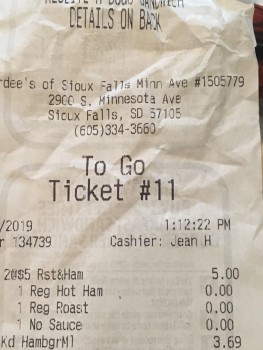 DETAILS ON BACK
rdee's of Sioux Falls Minn Ave #1505779
2900 S. Minnesota Ave
Sioux Falls, SD 57105
(605)334-3660
To Go
Ticket #11
/2019 1:12:22 PM
r 134739 Cashier: Jean H
2@$5 Rst&Ham 5.00
1 Reg Hot Ham 0.00
1 Reg Roast 0.00
1 No Sauce 0.00
Kd HambgrMl 3.69